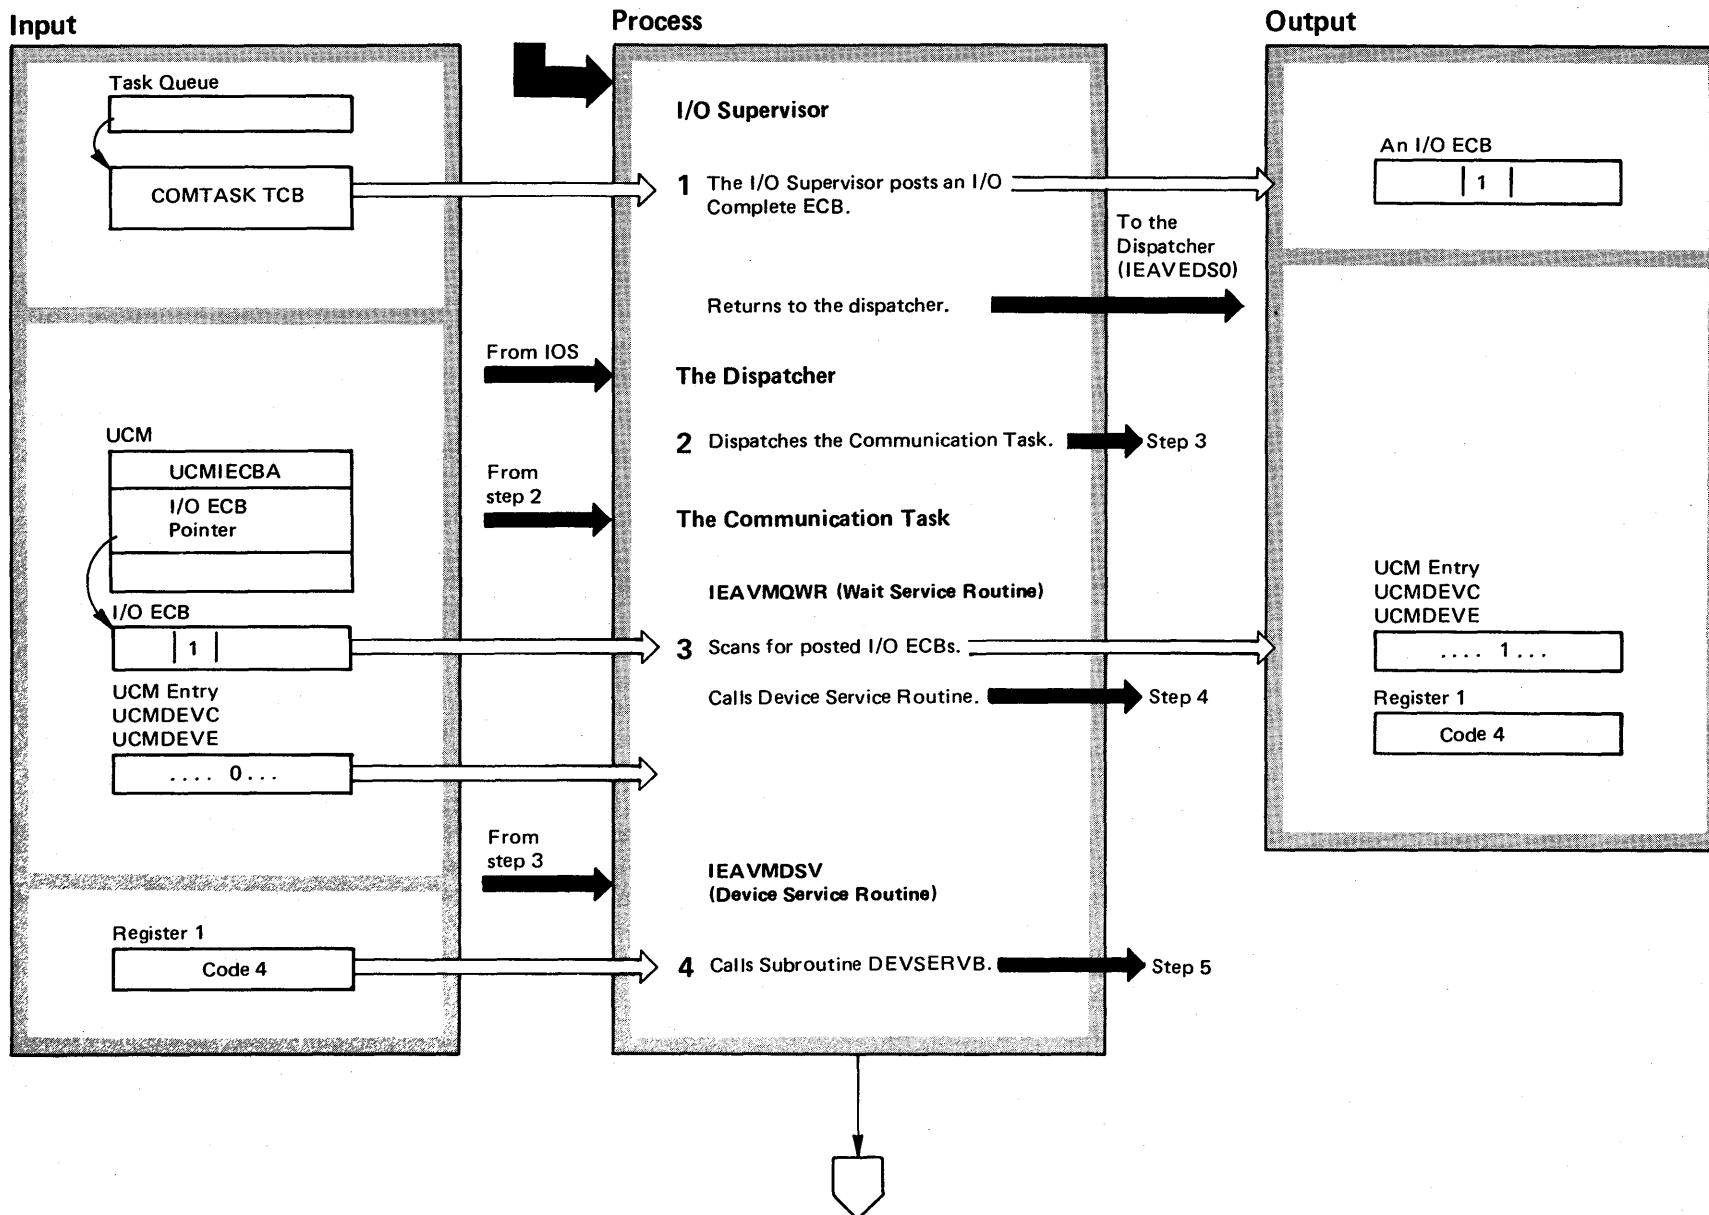 Input
Process
Output
Task Queue
COMTASK TCB
I/O Supervisor
1 The I/O Supervisor posts an I/O
Complete ECB.
An I/O ECB
1
To the
Dispatcher
(IEAVEDS0)
Returns to the dispatcher.
From IOS
The Dispatcher
2 Dispatches the Communication Task.
Step 3
UCM
UCMIECBA
I/O ECB
Pointer
From
step 2
The Communication Task
IEAVMQWR (Wait Service Routine)
I/O ECB
1
3 Scans for posted I/O ECBs.
UCM Entry
UCMDEVC
UCMDEVE
.... 1...
Calls Device Service Routine.
Step 4
UCM Entry
UCMDEVC
UCMDEVE
.... 0...
Register 1
Code 4
From
step 3
IEAVMDSV
(Device Service Routine)
Register 1
Code 4
4 Calls Subroutine DEVSERVB.
Step 5